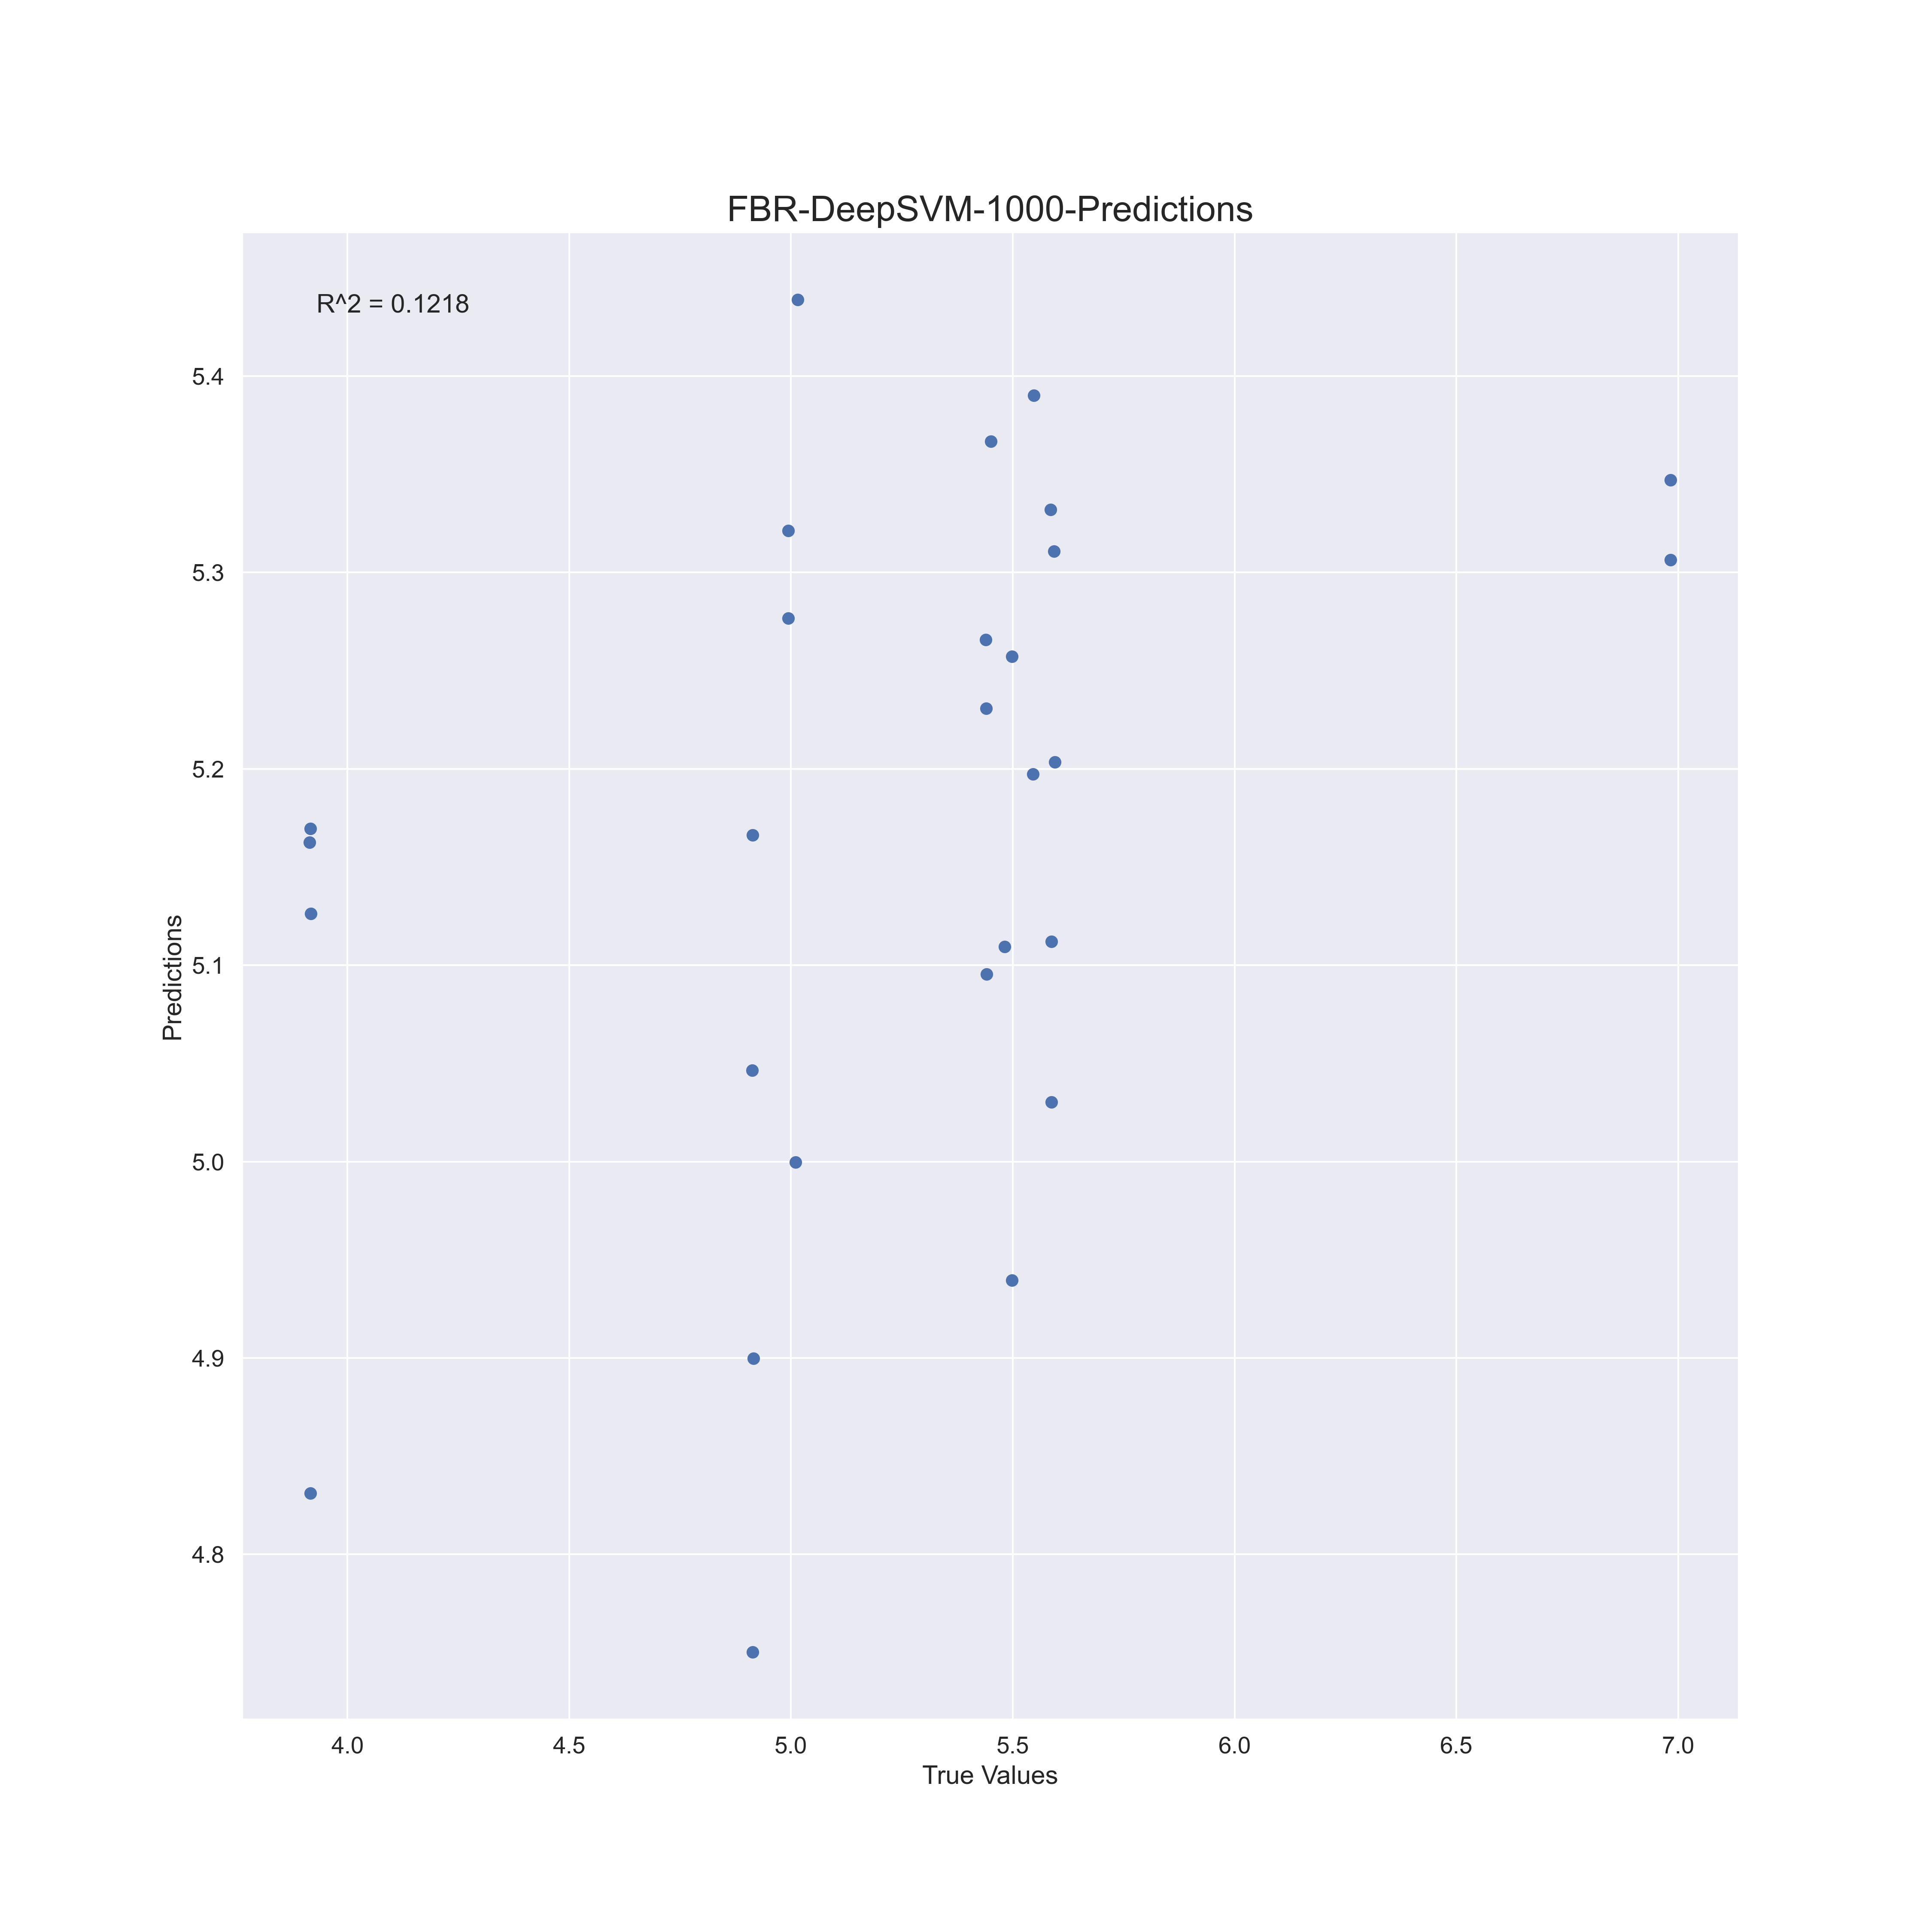 FBR-DeepSVM-1000-Predictions
R^2 = 0.1218
5.4
5.3
5.2
5.1
5.0
4.9
4.8
Predictions
4.0 4.5 5.0 5.5 6.0 6.5 7.0
True Values